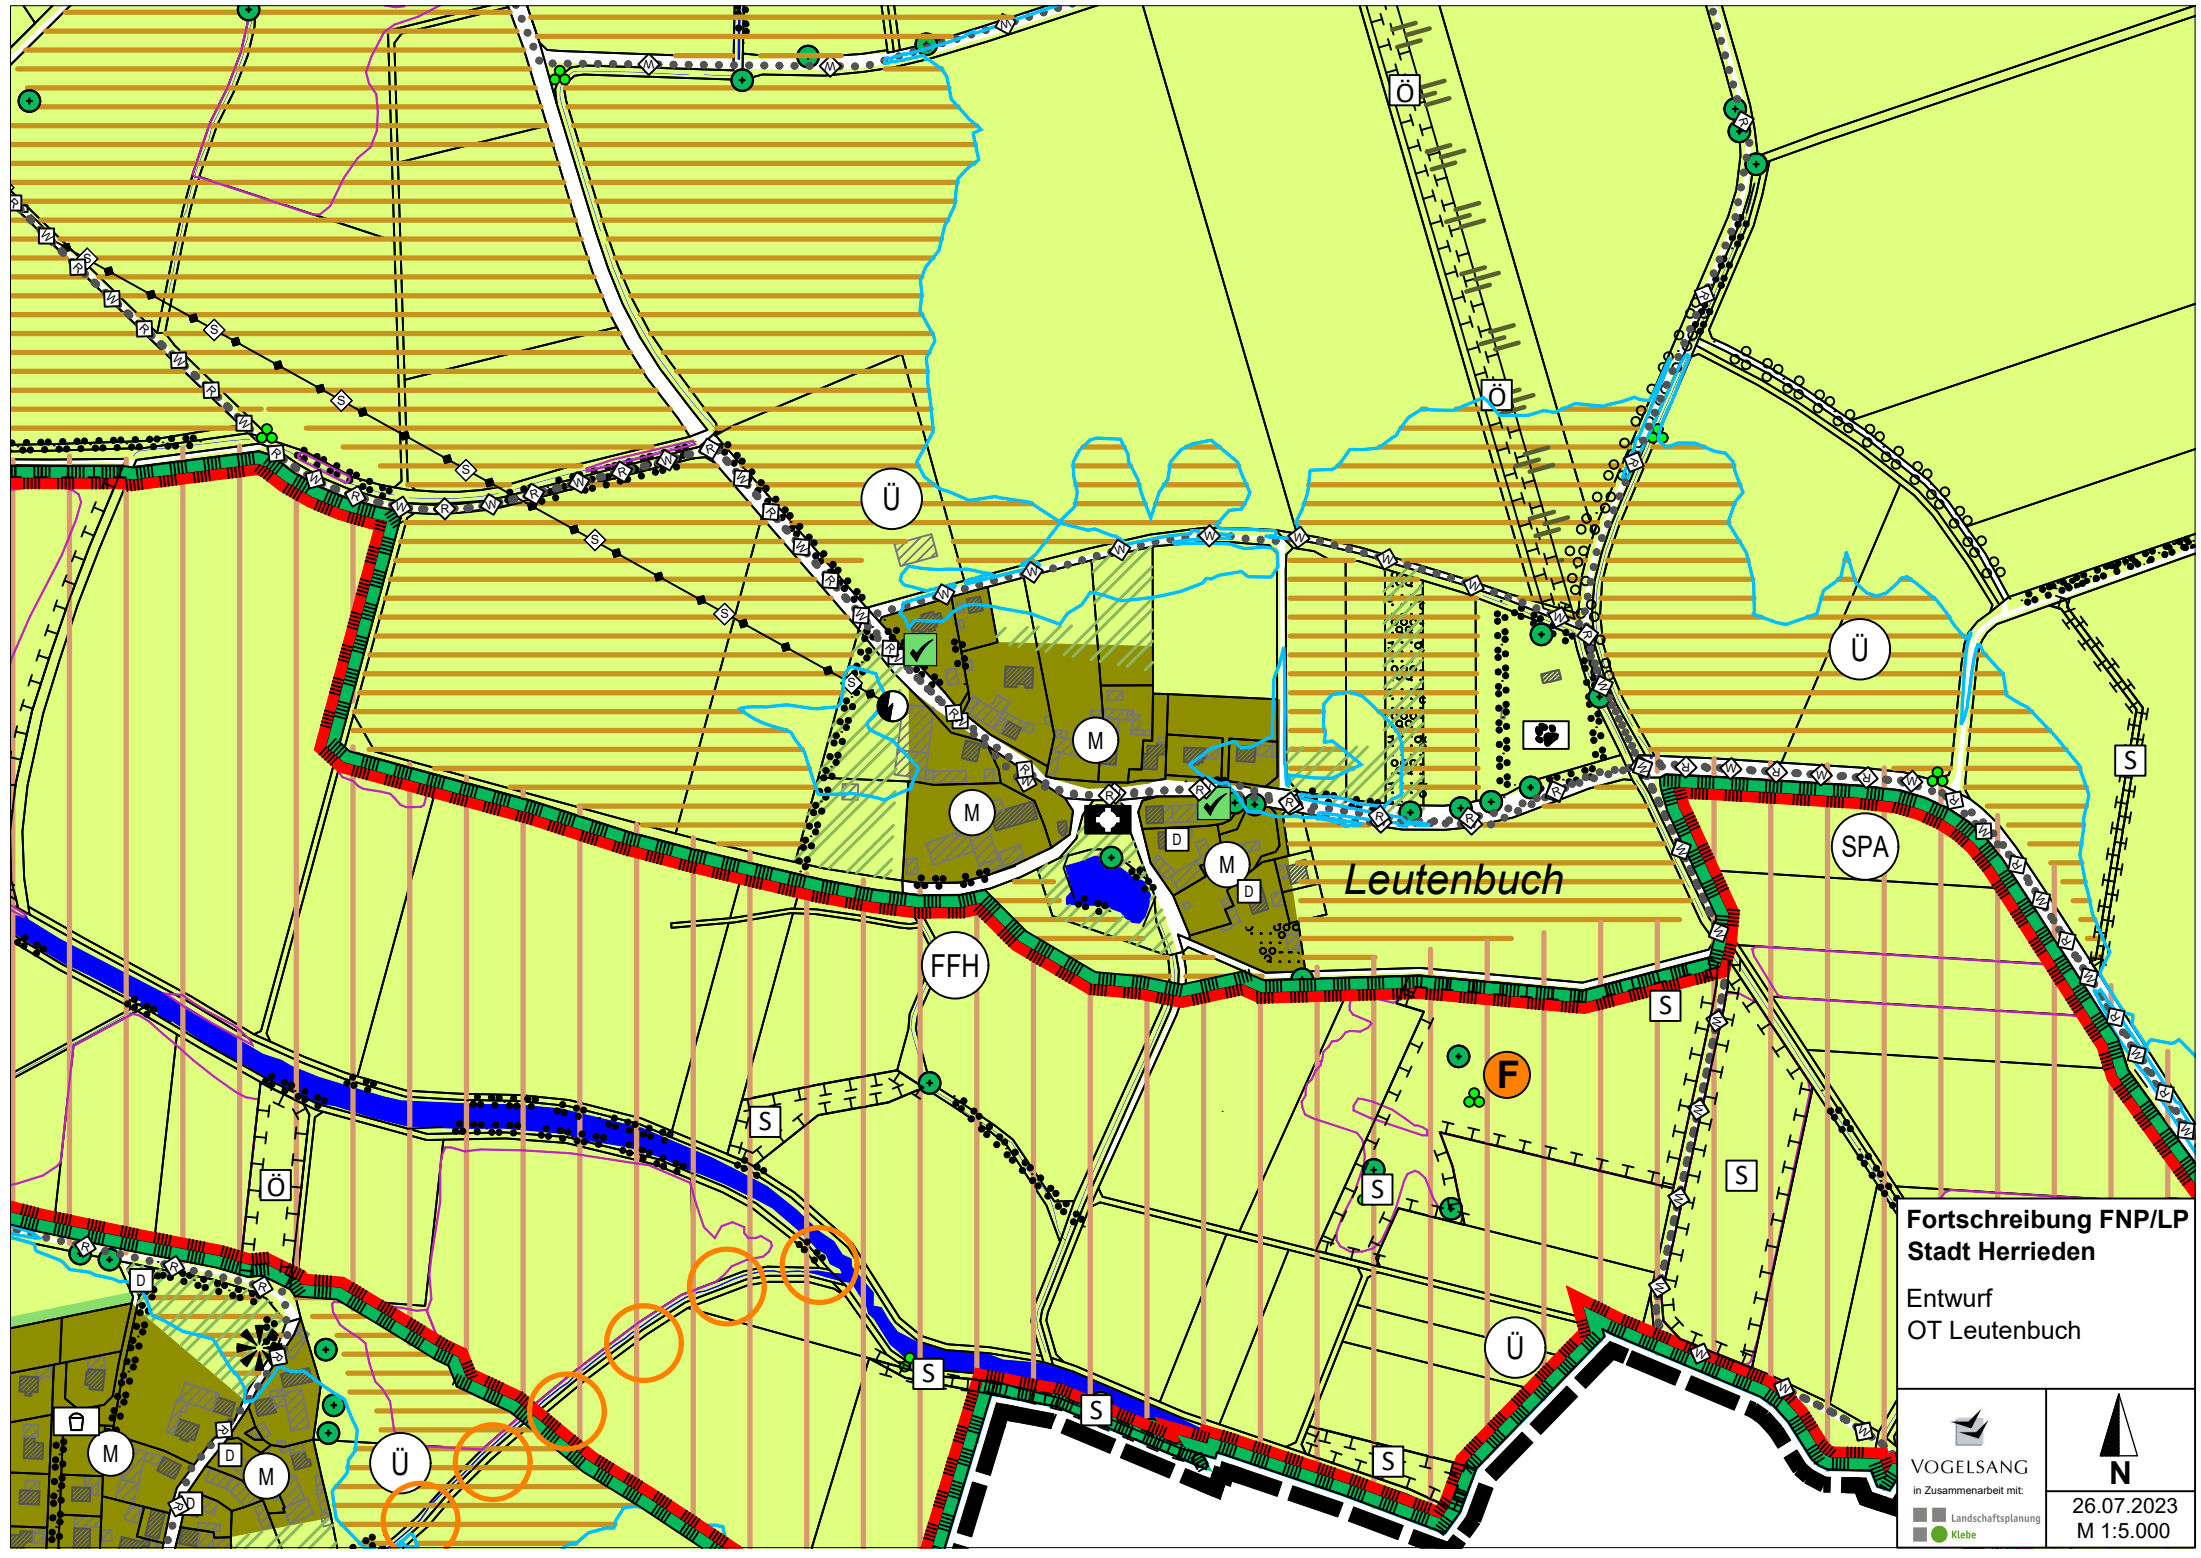 Ö
Ö
Ü
Ü
S
M
M
D
M
D
SPA
Leutenbuch
FFH
S
F
S
Ö
S
S
D
Ü
S
S
S
M
D
M
D
Ü
Fortschreibung FNP/LP
Stadt Herrieden
Entwurf
OT Leutenbuch
VOGELSANG
in Zusammenarbeit mit:
Landschaftsplanung
Klebe
N
26.07.2023
M 1:5.000